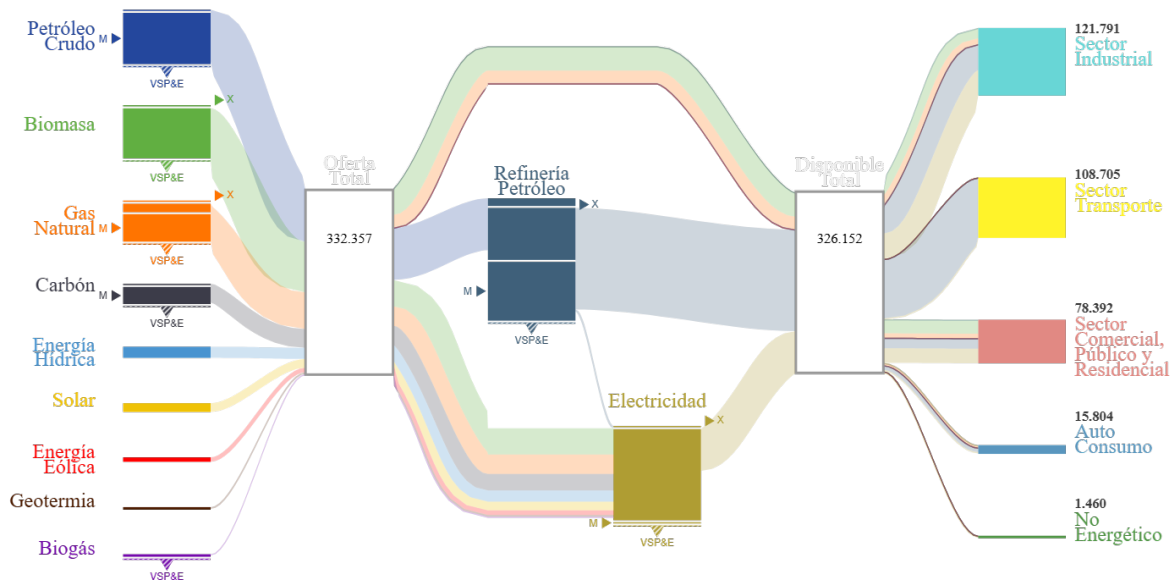 Petróleo
Crudo
M
VSP&E
X
Biomasa
VSP&E
X
Gas
Natural
M
VSP&E
Carbón
M
VSP&E
Energía
Hídrica
Solar
Energía
Eólica
Geotermia
Biogás
VSP&E
Oferta
Total
332.357
Refinería
Petróleo
X
M
VSP&E
Electricidad
X
M
VSP&E
Disponible
Total
326.152
121.791
Sector
Industrial
108.705
Sector
Transporte
78.392
Sector
Comercial,
Público y
Residencial
15.804
Auto
Consumo
1.460
No
Energético